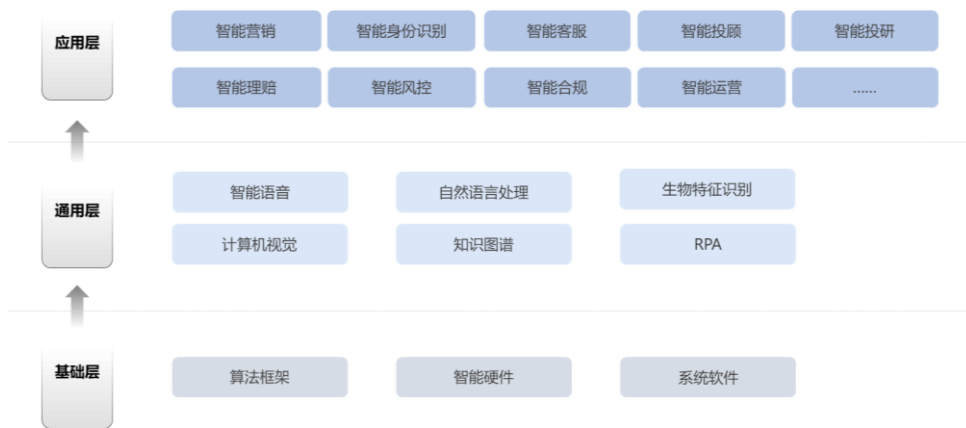 应用层
智能营销 智能身份识别 智能客服 智能投顾 智能投研
智能理赔 智能风控 智能合规 智能运营 ......
通用层
智能语音 自然语言处理 生物特征识别
计算机视觉 知识图谱 RPA
基础层
算法框架 智能硬件 系统软件